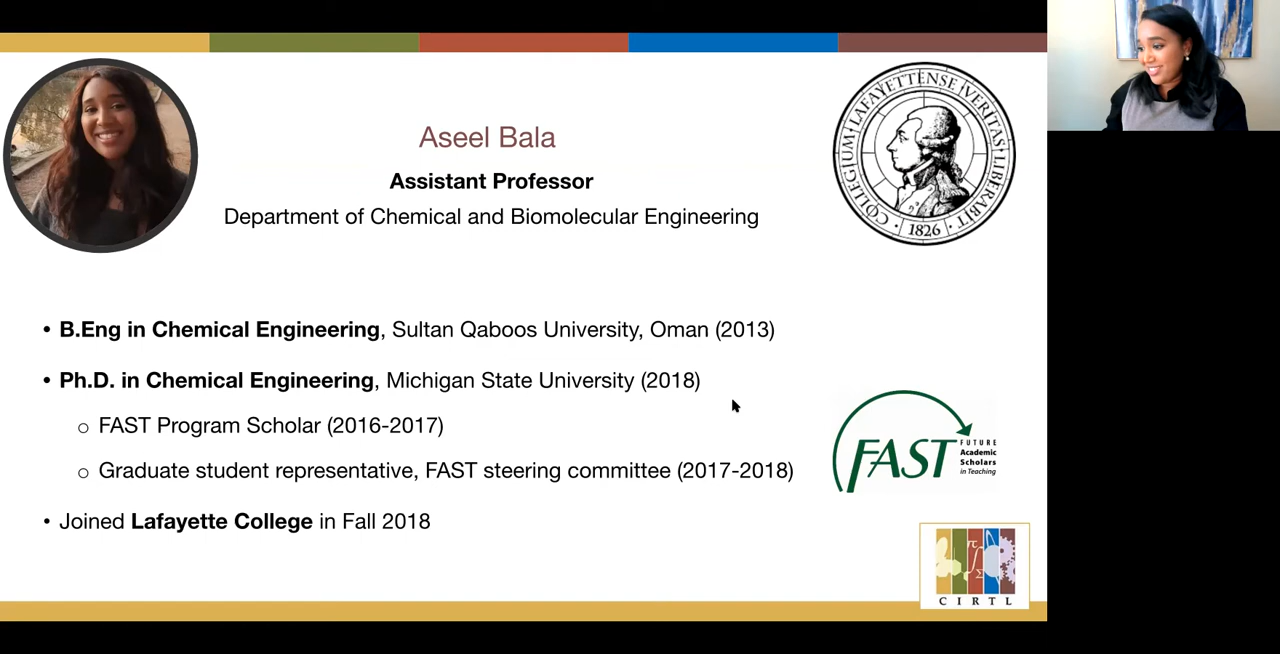 Aseel Bala
Assistant Professor
Department of Chemical and Biomolecular Engineering
COLLEGIUM·LAFAYETTENSE·VERITAS·LIBERABIT·
1826
• B.Eng in Chemical Engineering, Sultan Qaboos University, Oman (2013)
• Ph.D. in Chemical Engineering, Michigan State University (2018)
○ FAST Program Scholar (2016-2017)
○ Graduate student representative, FAST steering committee (2017-2018)
• Joined Lafayette College in Fall 2018
FAST
FUTURE
Academic
Scholars
in Teaching
π
∫
Σ
CIRTL